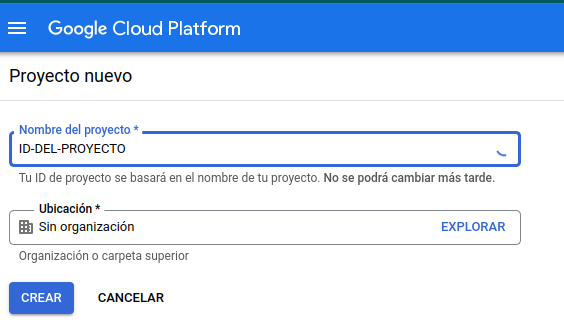 Google Cloud Platform
Proyecto nuevo
Nombre del proyecto *
ID-DEL-PROYECTO
Tu ID de proyecto se basará en el nombre de tu proyecto. No se podrá cambiar más tarde.
Ubicación *
Sin organización EXPLORAR
Organización o carpeta superior
CREAR CANCELAR